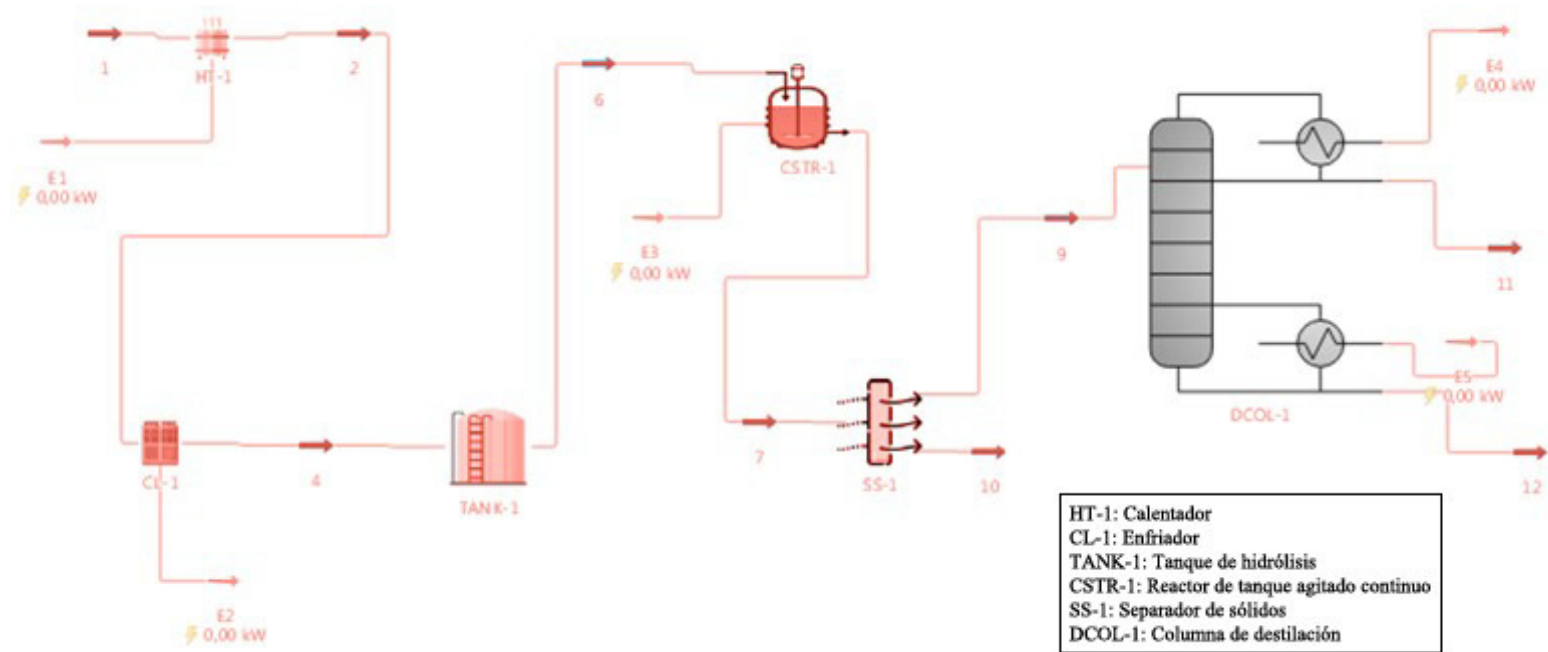 1
HT-1
2
E1
0,00 kW
6
CSTR-1
E3
0,00 kW
E4
0,00 kW
9
11
E5
0,00 kW
DCOL-1
12
CL-1
4
TANK-1
7
SS-1
10
E2
0,00 kW
HT-1: Calentador
CL-1: Enfriador
TANK-1: Tanque de hidrólisis
CSTR-1: Reactor de tanque agitado continuo
SS-1: Separador de sólidos
DCOL-1: Columna de destilación